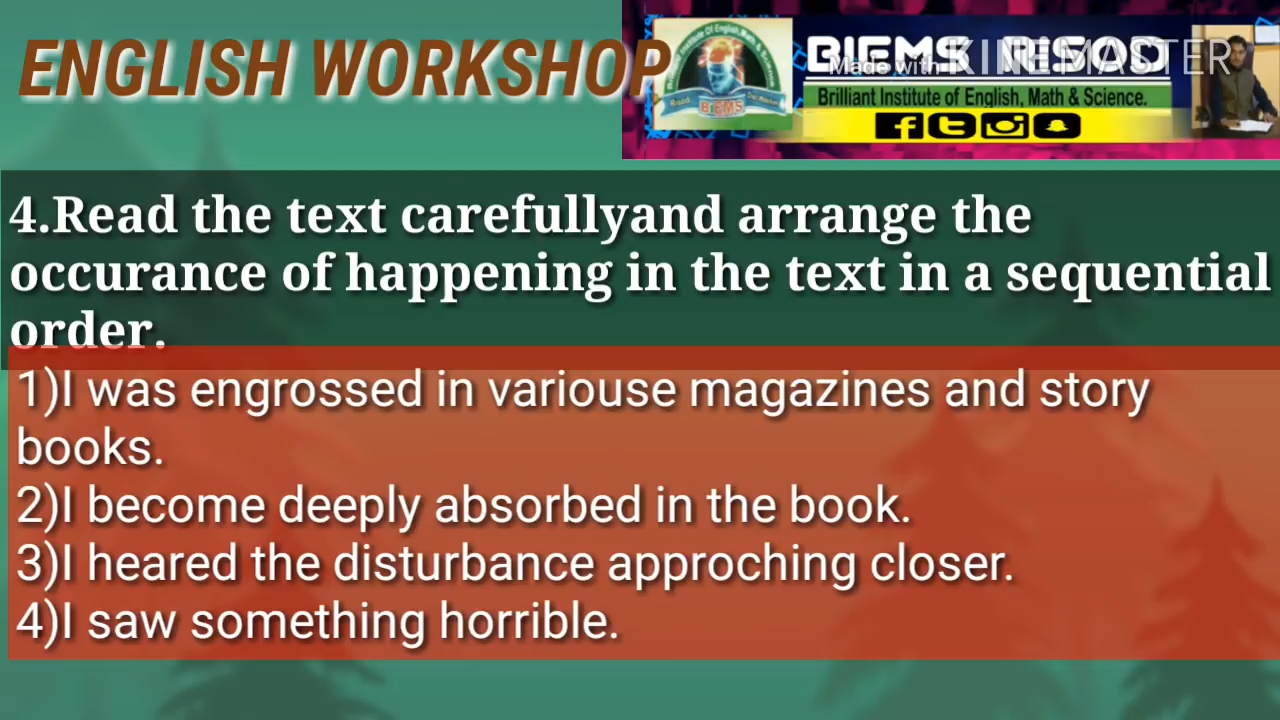 ENGLISH WORKSHOP
BIEMS
Made with KINEMASTER
Brilliant Institute of English, Math & Science.
4.Read the text carefullyand arrange the
occurance of happening in the text in a sequential
order.
1)I was engrossed in variouse magazines and story
books.
2)I become deeply absorbed in the book.
3)I heared the disturbance approching closer.
4)I saw something horrible.